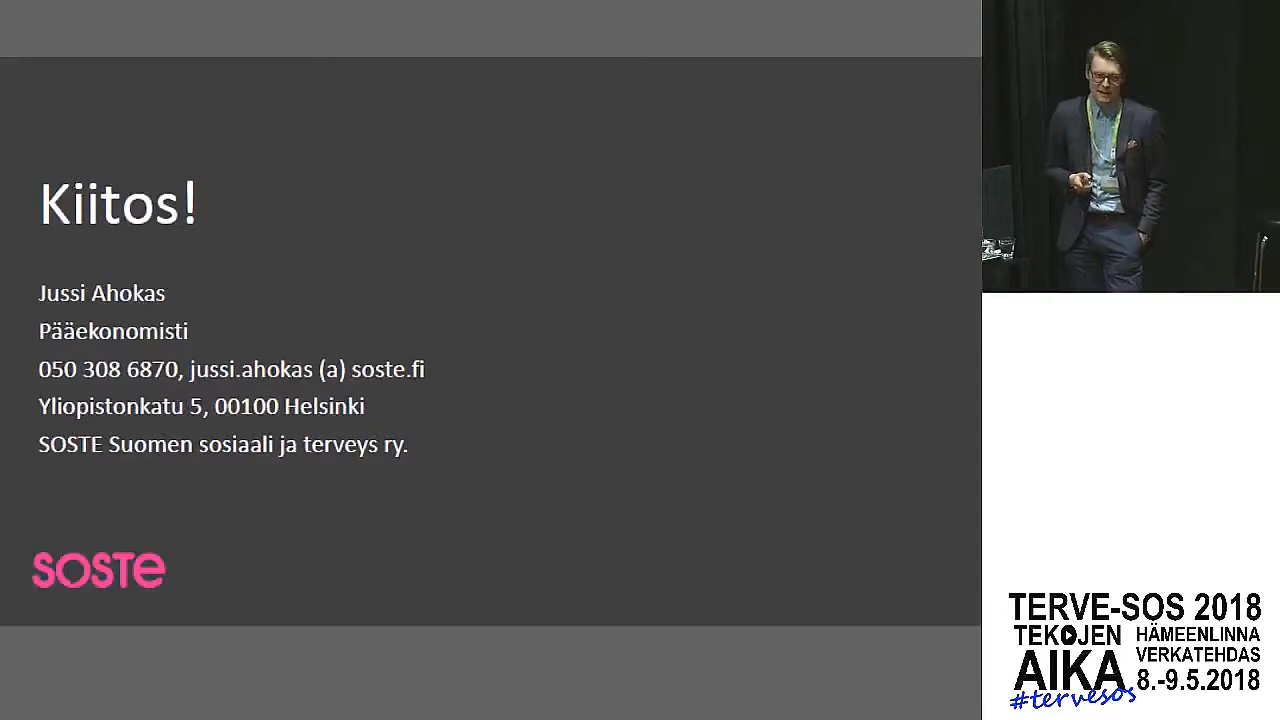 Kiitos!
Jussi Ahokas
Pääekonomisti
050 308 6870, jussi.ahokas (a) soste.fi
Yliopistonkatu 5, 00100 Helsinki
SOSTE Suomen sosiaali ja terveys ry.
SOSTe
TERVE-SOS 2018
TEKOJEN
AIKA
HÄMEENLINNA
VERKATEHDAS
8.-9.5.2018
#tervesos